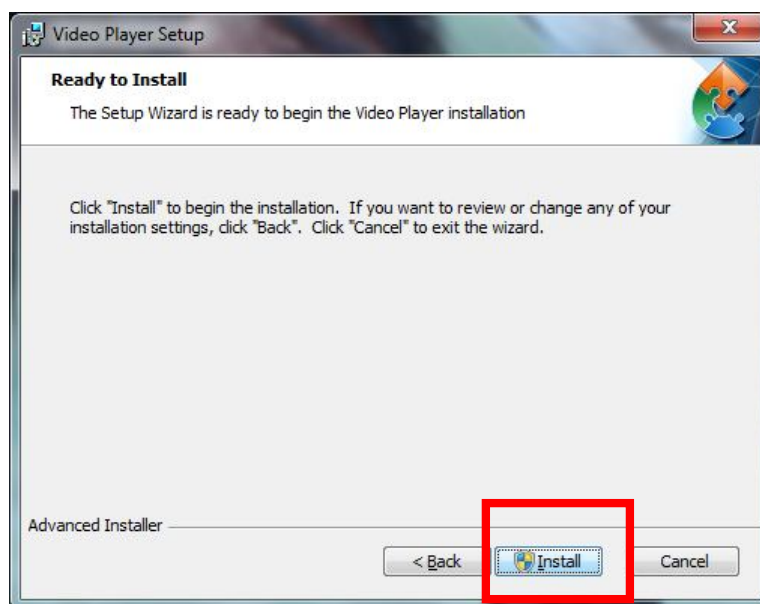 Video Player Setup
Ready to Install
The Setup Wizard is ready to begin the Video Player installation
Click "Install" to begin the installation.  If you want to review or change any of your
installation settings, click "Back".  Click "Cancel" to exit the wizard.
Advanced Installer
< Back Install Cancel